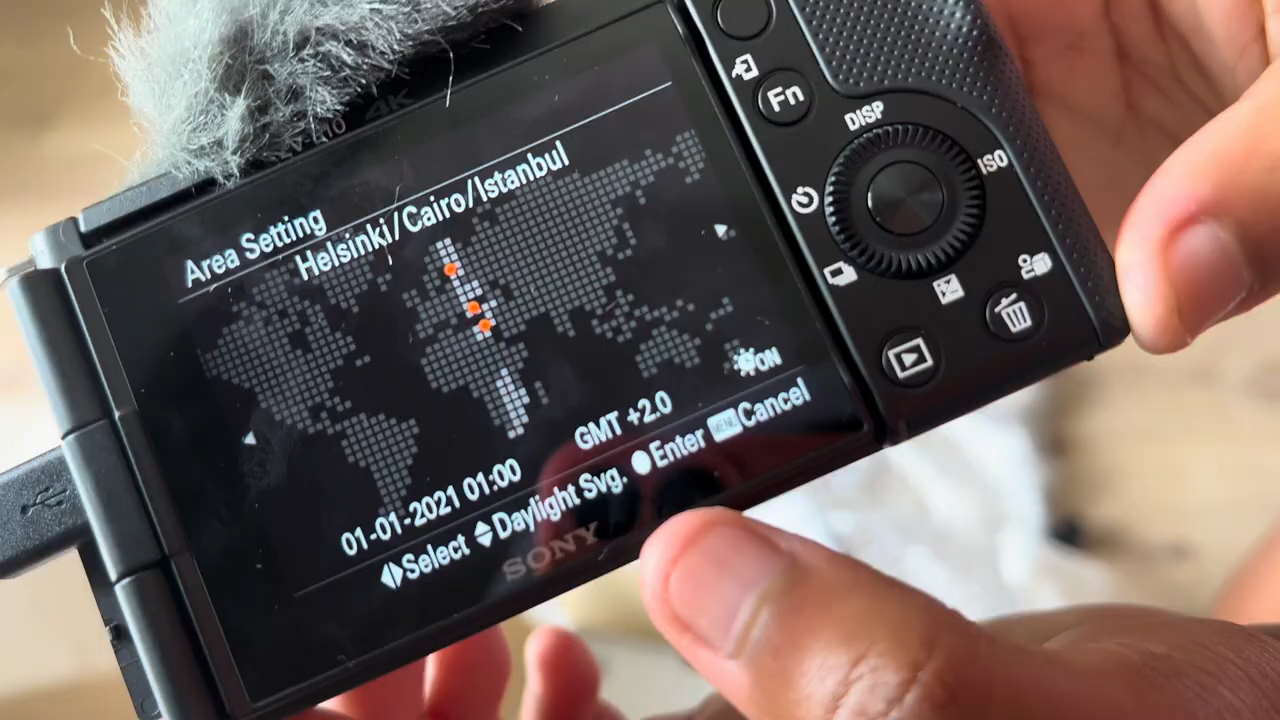 4K
Area Setting
Helsinki/Cairo/Istanbul
ON
GMT +2.0
01-01-2021 01:00
Select Daylight Svg. Enter MENU Cancel
SONY
Fn
DISP
ISO